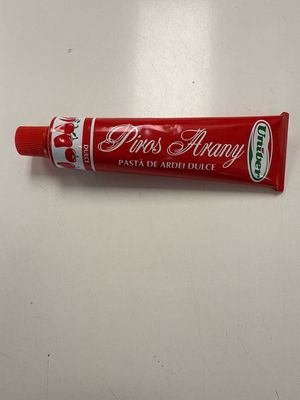 DULCE
Piros Arany
PASTĂ DE ARDEI DULCE
Univer